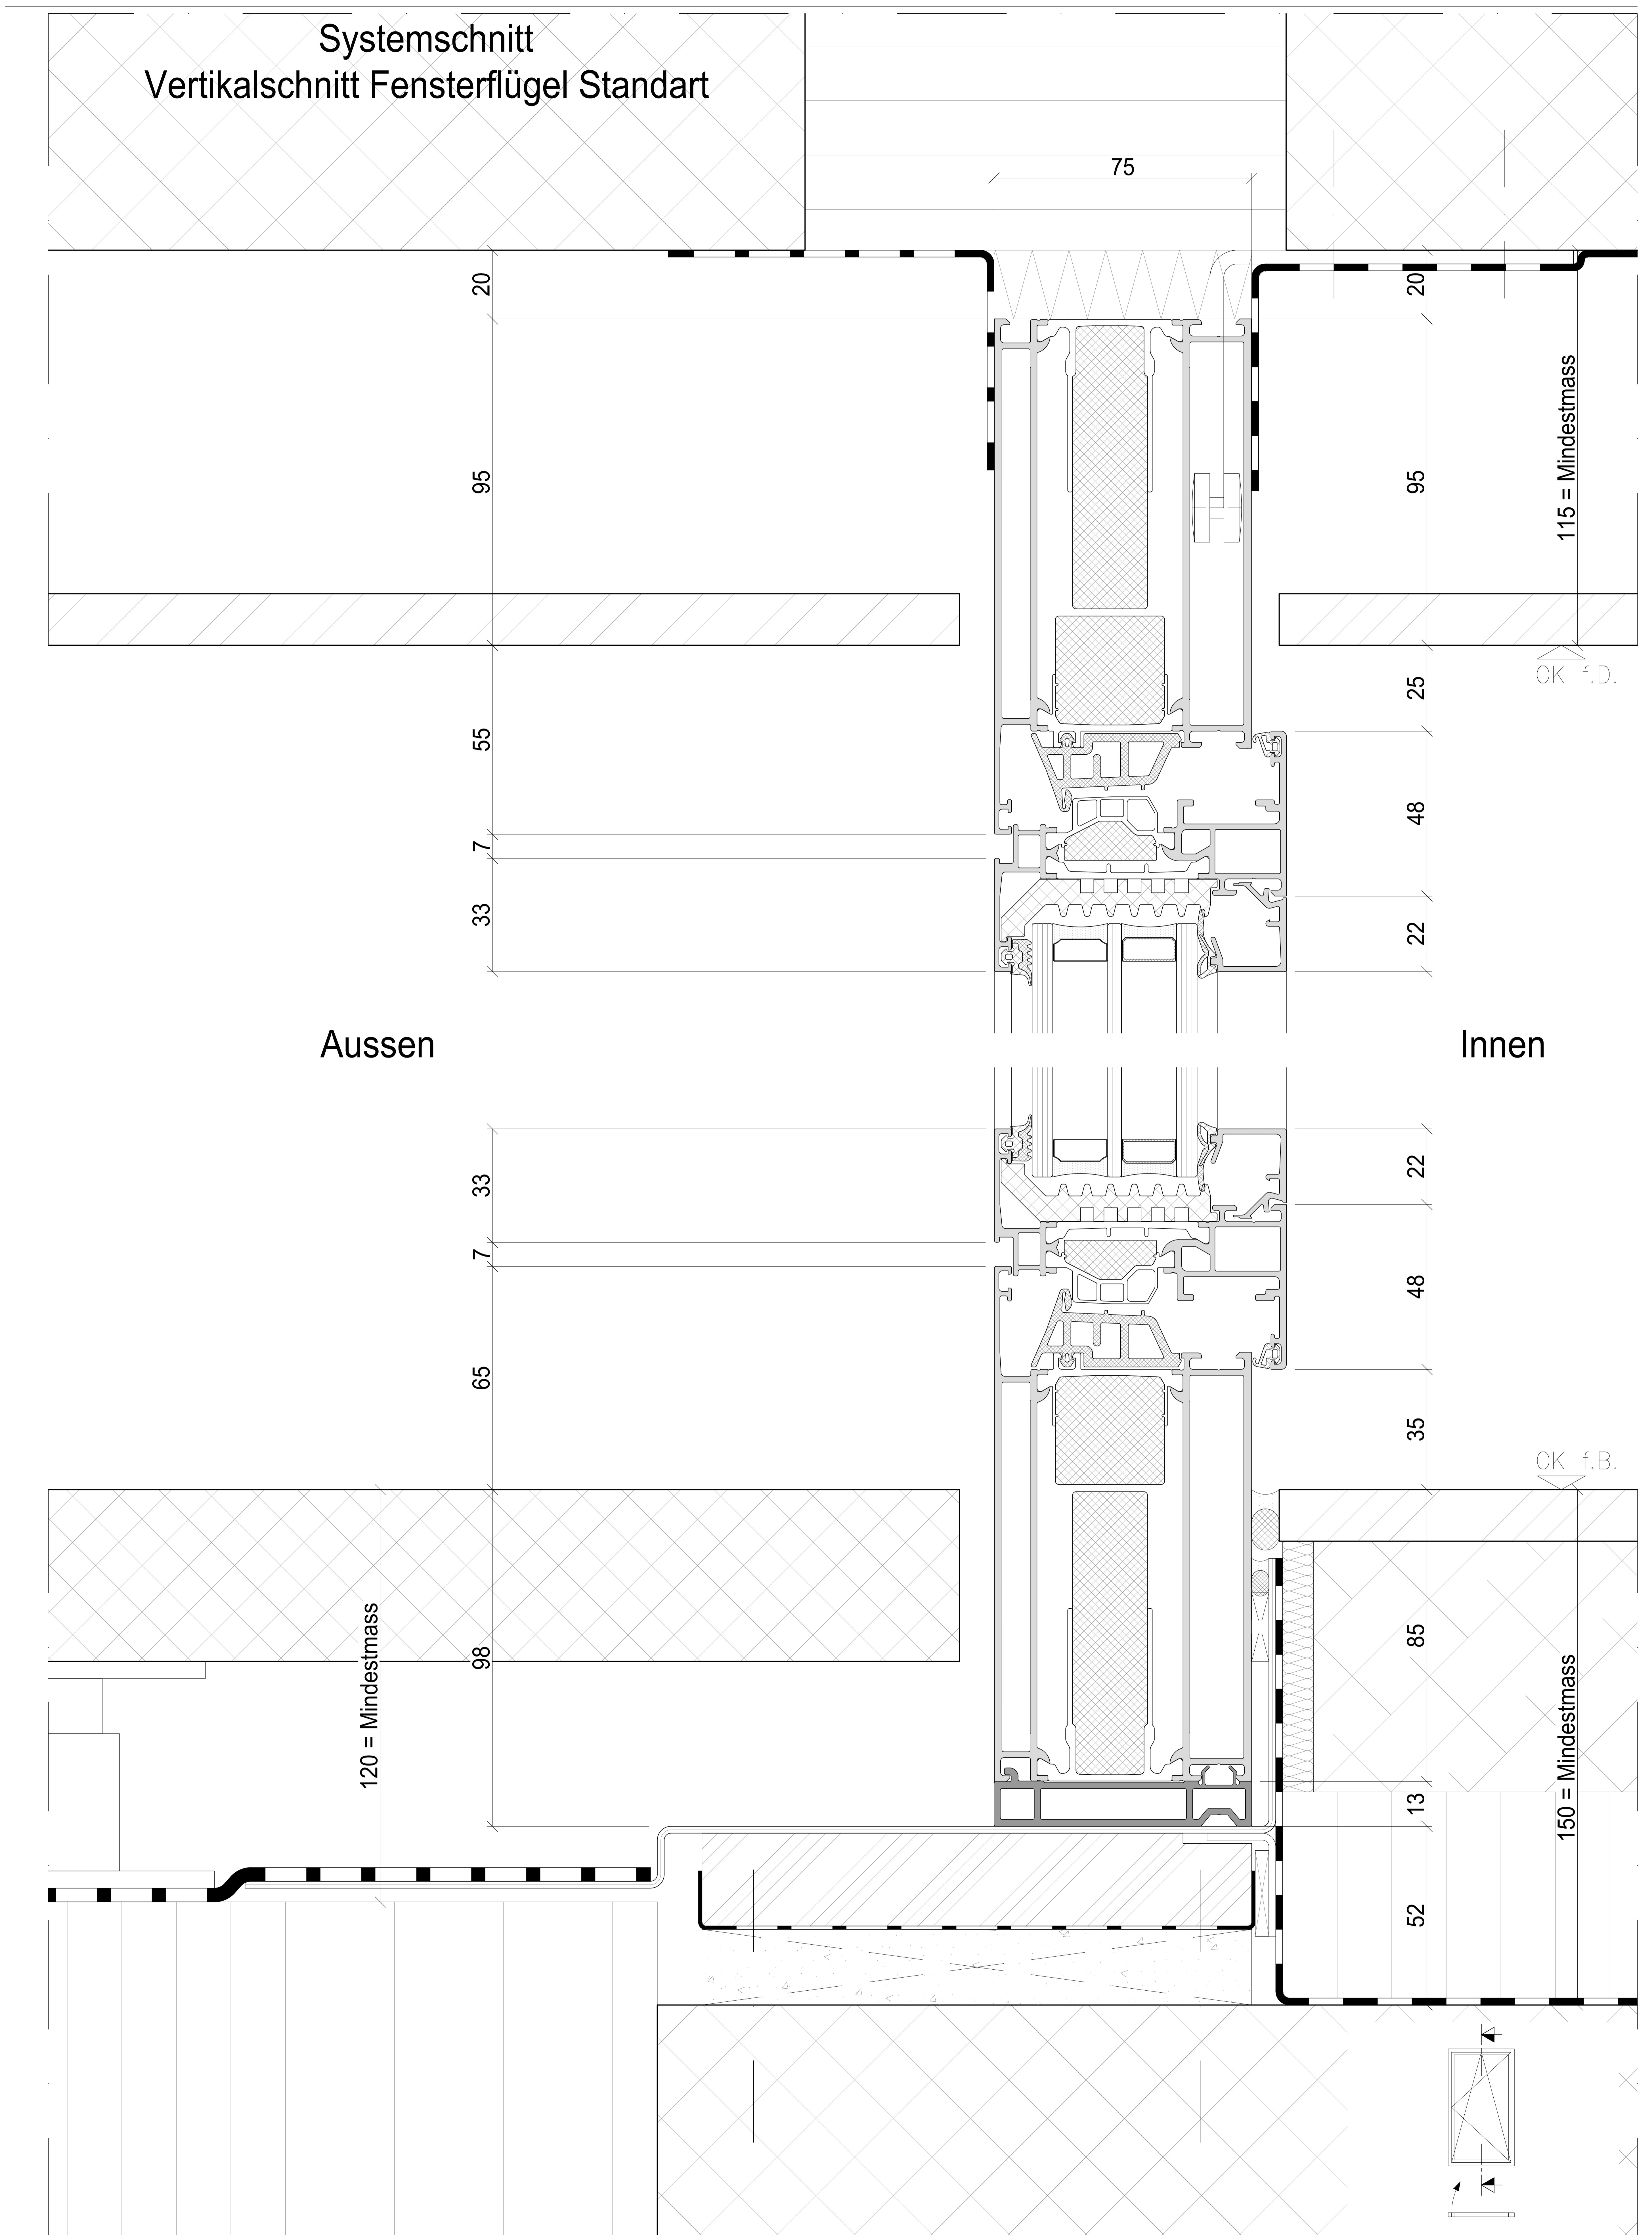 Systemschnitt
Vertikalschnitt Fensterflügel Standart
75
20
20
95
95
115 = Mindestmass
OK f.D.
25
55
48
7
33
22
Aussen
Innen
33
22
7
48
65
35
OK f.B.
98
120 = Mindestmass
85
150 = Mindestmass
13
52